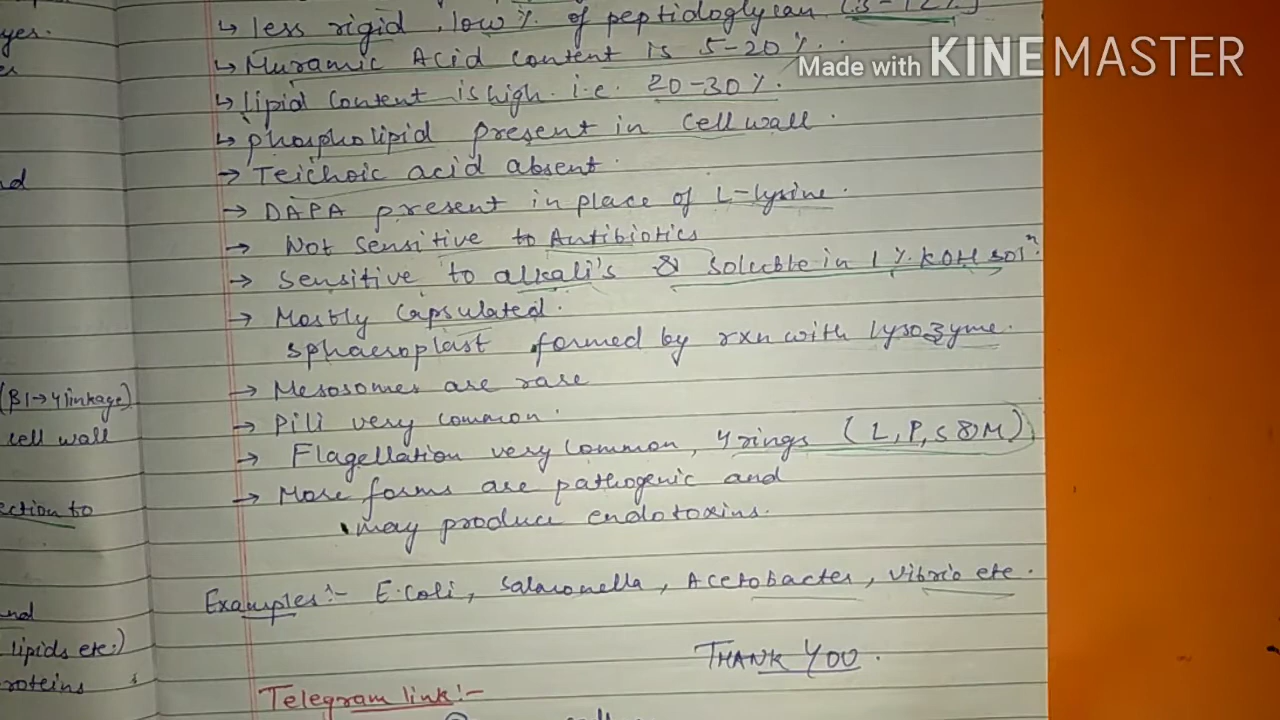 yes.
↳ less rigid, low % of peptidoglycan
↳ Muramic Acid content is 5-20 %.
Made with KINEMASTER
↳ lipid content is high i.e. 20-30 %.
↳ phospholipid present in cell wall.
→ Teichoic acid absent.
→ DAPA present in place of L-lysine.
→ Not sensitive to Antibiotics
→ Sensitive to alkali's & soluble in 1 % KOH solⁿ.
→ Mostly Capsulated.
sphaeroplast formed by rxn with lysozyme.
→ Mesosomes are rare
(β1→4 linkage)
→ Pili very common.
cell wall
→ Flagellation very common, 4 rings (L, P, S & M)
→ More forms are pathogenic and
ection to
may produce endotoxins.
Examples:- E.coli, Salmonella, Acetobacter, Vibrio etc.
nd
lipids etc.)
THANK YOU.
roteins
Telegram link:-